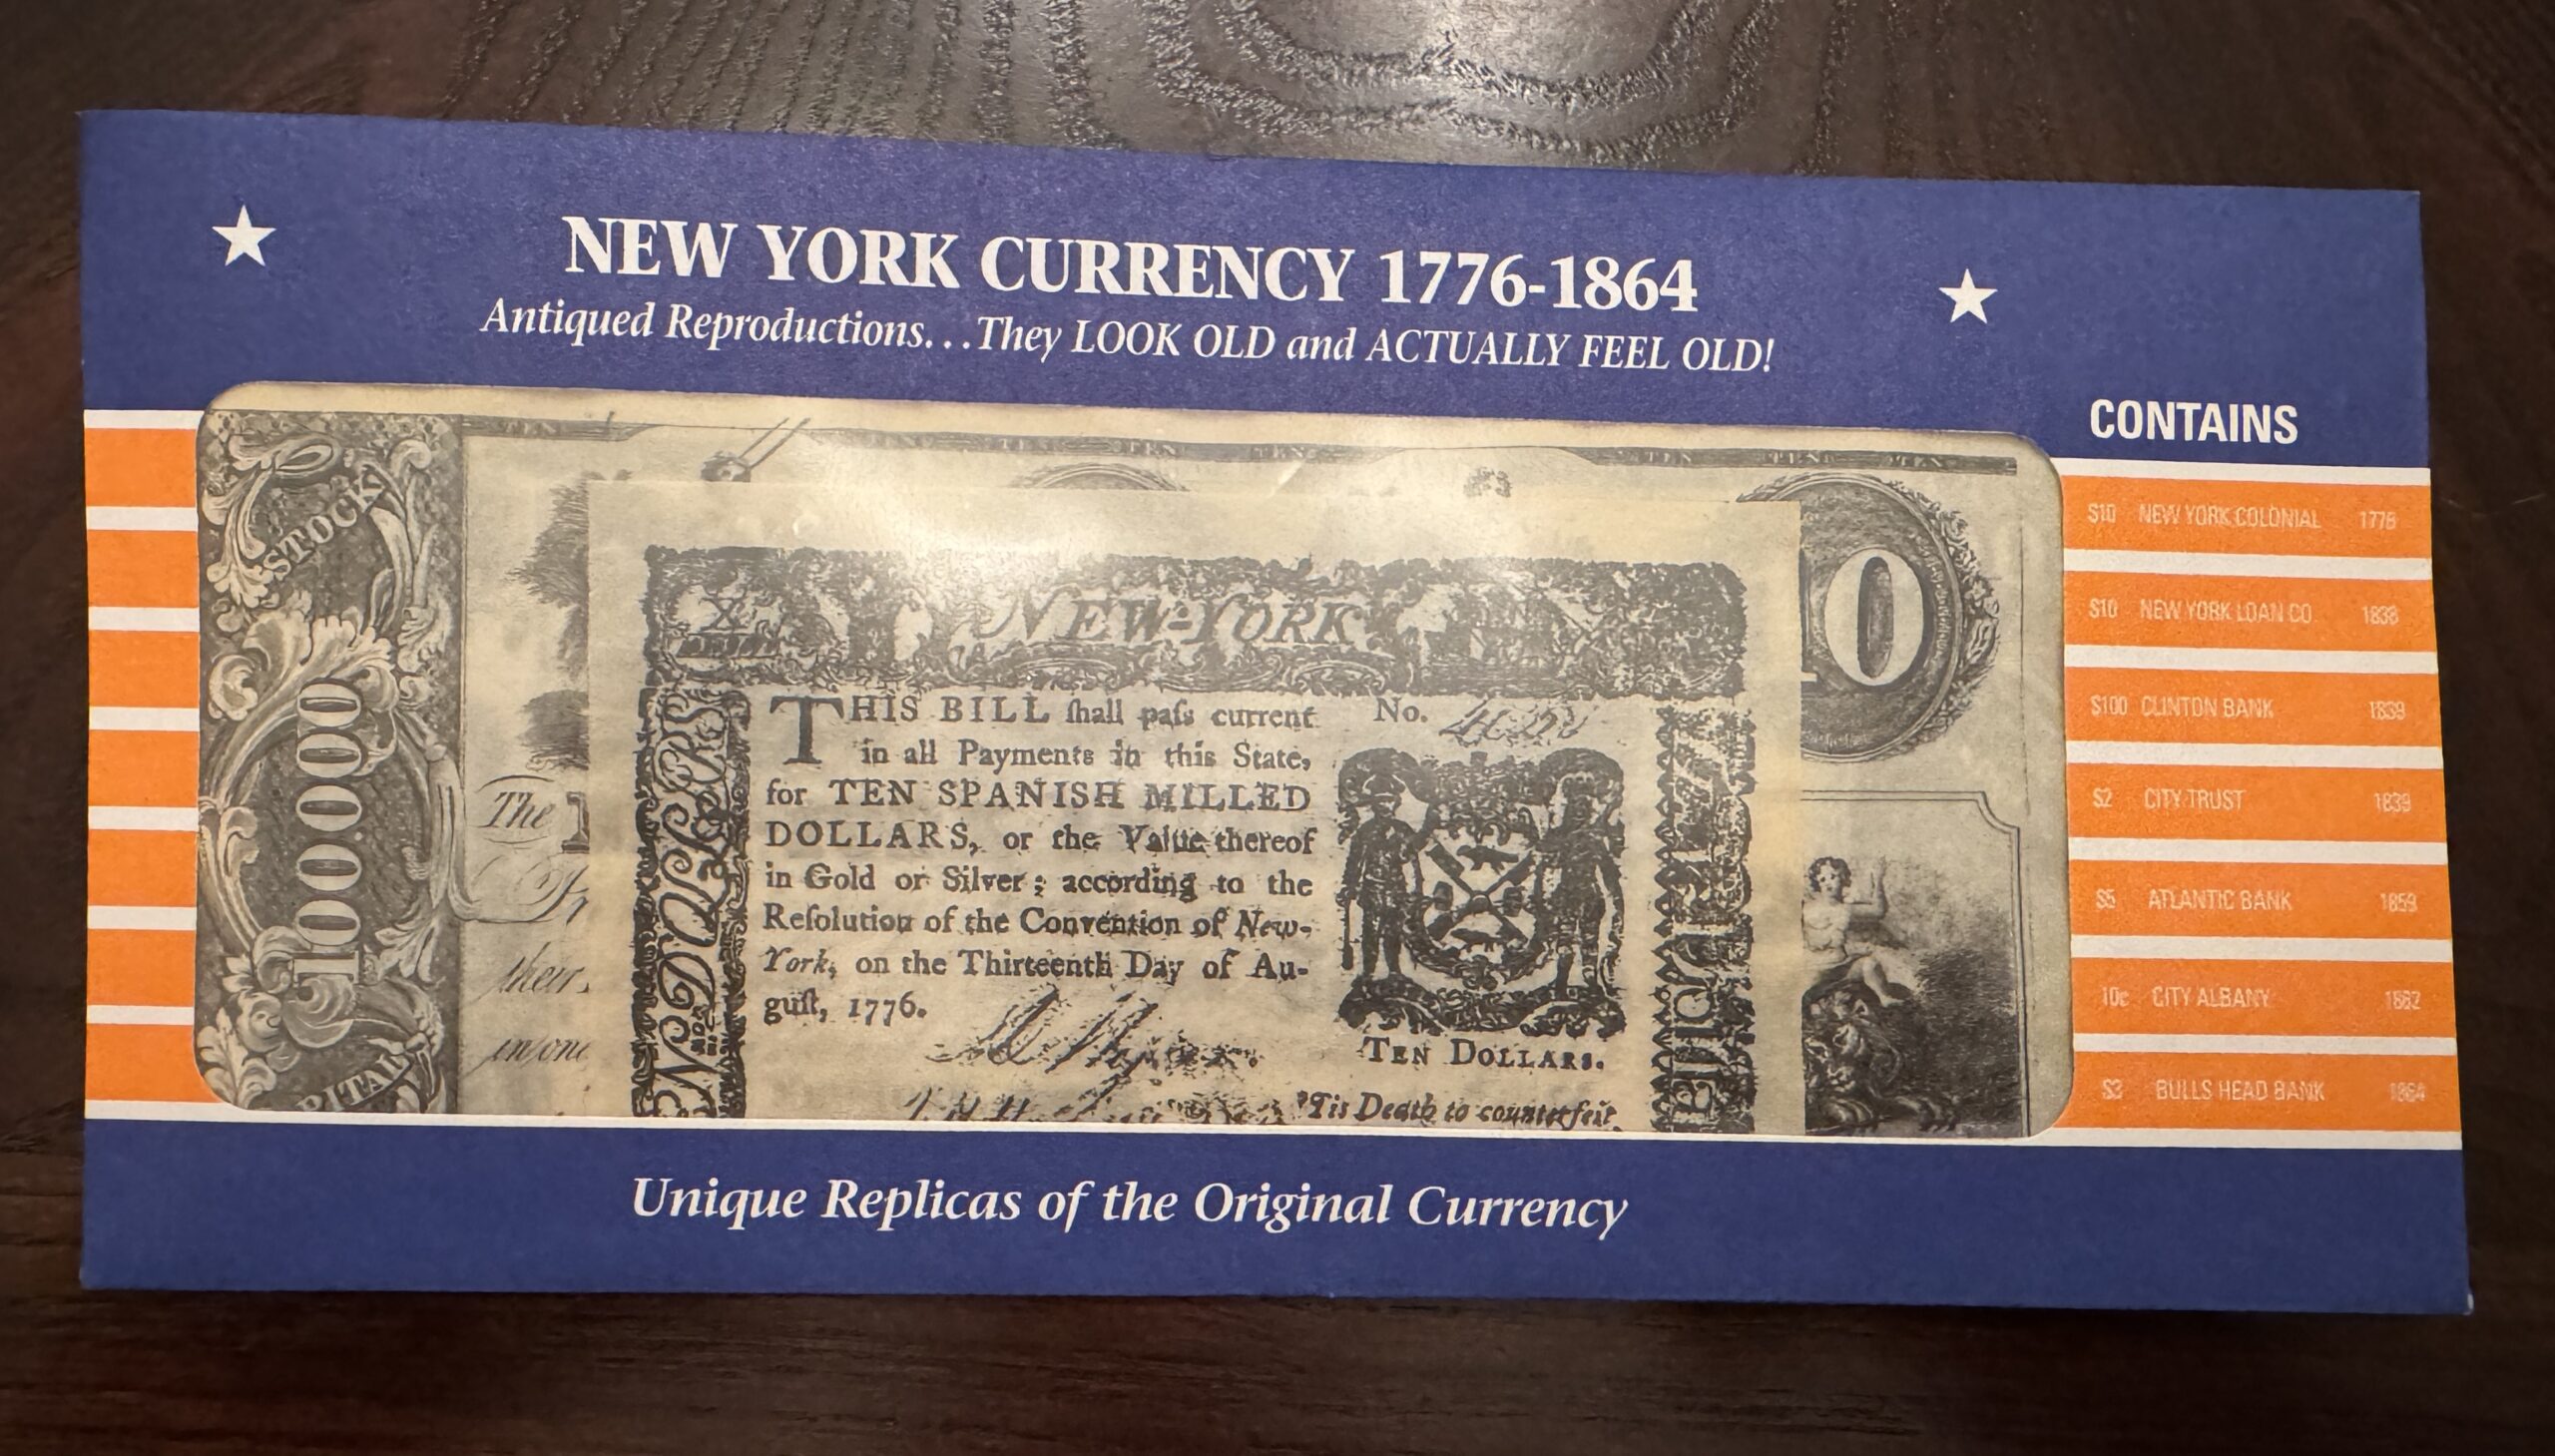 NEW YORK CURRENCY 1776-1864
Antiqued Reproductions...They LOOK OLD and ACTUALLY FEEL OLD!
CONTAINS
$10 NEW YORK COLONIAL 1776
$10 NEW YORK LOAN CO 1838
$100 CLINTON BANK 1839
$2 CITY TRUST 1839
$5 ATLANTIC BANK 1859
10c CITY ALBANY 1862
$3 BULLS HEAD BANK 1864
STOCK
100.000
The
their
TEN TEN
10
X
NEW-YORK
THIS BILL ſhall paſs current
in all Payments in this State,
for TEN SPANISH MILLED
DOLLARS, or the Value thereof
in Gold or Silver; according to the
Reſolution of the Convention of New-
York, on the Thirteenth Day of Au-
guſt, 1776.
No.
TEN DOLLARS.
'Tis Death to counterfeit
Unique Replicas of the Original Currency